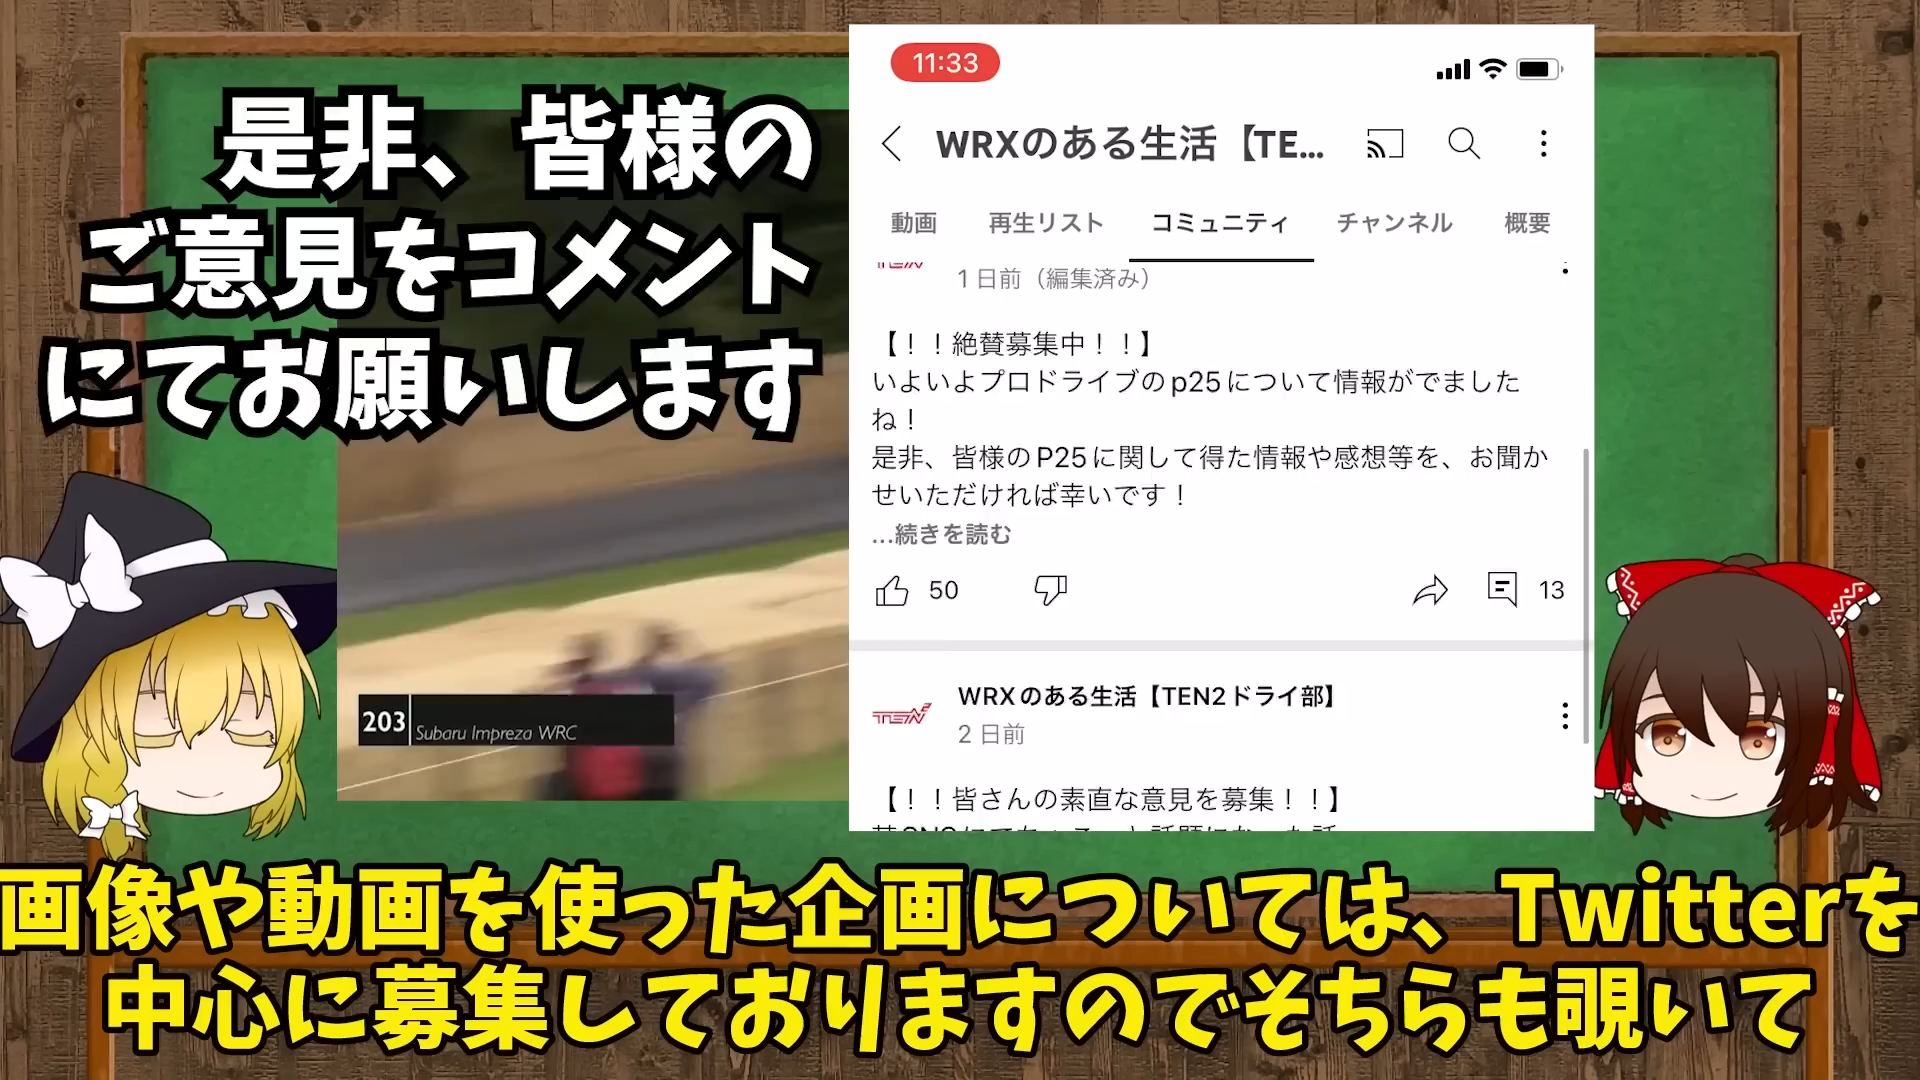 是非、皆様の
ご意見をコメント
にてお願いします
11:33
WRXのある生活【TE...
動画 再生リスト コミュニティ チャンネル 概要
1日前（編集済み）
【！！絶賛募集中！！】
いよいよプロドライブのp25について情報がでました
ね！
是非、皆様のP25に関して得た情報や感想等を、お聞か
せいただければ幸いです！
...続きを読む
50 13
WRXのある生活【TEN2ドライ部】
2日前
【！！皆さんの素直な意見を募集！！】
203 Subaru Impreza WRC
画像や動画を使った企画については、Twitterを
中心に募集しておりますのでそちらも覗いて